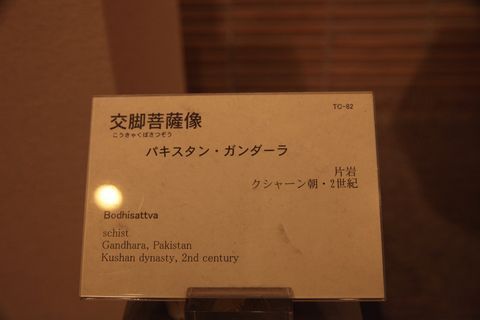 TC-82
交脚菩薩像
こうきゃくぼさつぞう
パキスタン・ガンダーラ
片岩
クシャーン朝・2世紀
Bodhisattva
schist
Gandhara, Pakistan
Kushan dynasty, 2nd century